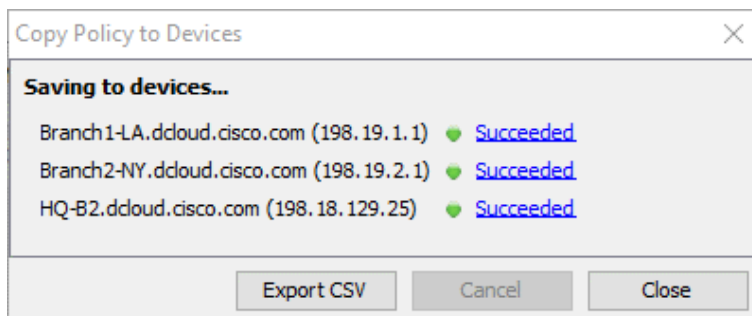 Copy Policy to Devices
Saving to devices...
Branch1-LA.dcloud.cisco.com (198.19.1.1) Succeeded
Branch2-NY.dcloud.cisco.com (198.19.2.1) Succeeded
HQ-B2.dcloud.cisco.com (198.18.129.25) Succeeded
Export CSV Cancel Close